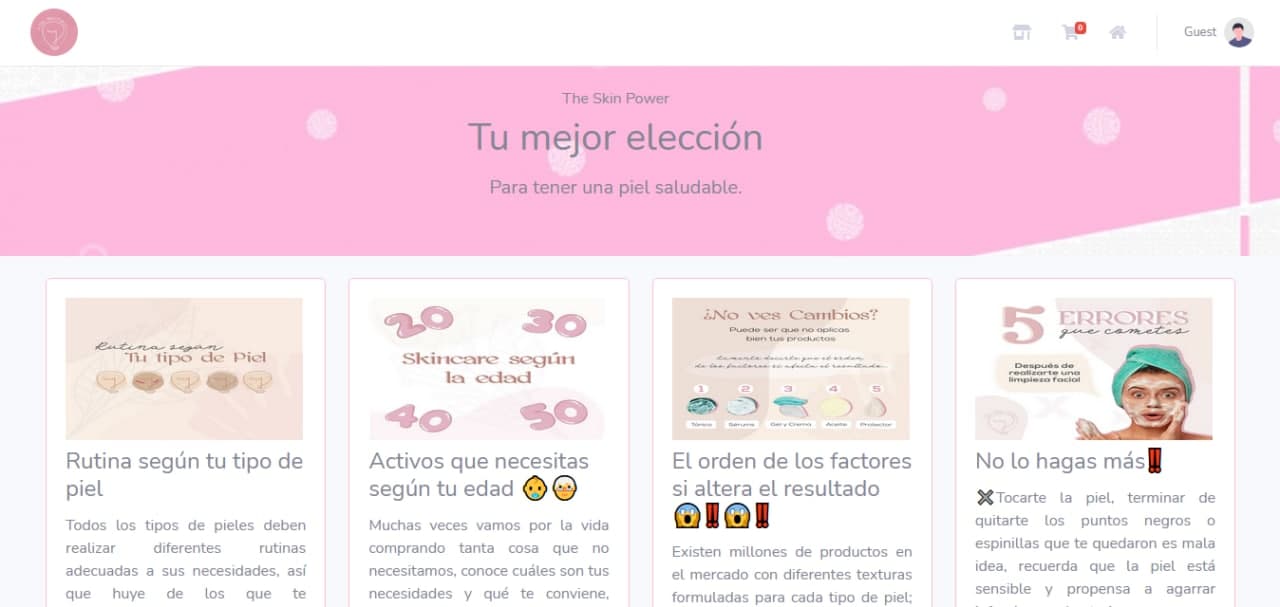 0
Guest
The Skin Power
Tu mejor elección
Para tener una piel saludable.
Rutina según
Tu tipo de Piel
Rutina según tu tipo de
piel
Todos los tipos de pieles deben
realizar diferentes rutinas
adecuadas a sus necesidades, así
que huye de los que te
20 30
Skincare según
la edad
40 50
Activos que necesitas
según tu edad 👶👵
Muchas veces vamos por la vida
comprando tanta cosa que no
necesitamos, conoce cuáles son tus
necesidades y qué te conviene,
¿No ves Cambios?
Puede ser que no aplicas
bien tus productos
de los factores si afecta el resultado...
1 2 3 4 5
Tónico Sérums Gel y Crema Aceite Protector
El orden de los factores
si altera el resultado
😱‼️😱‼️
Existen millones de productos en
el mercado con diferentes texturas
formuladas para cada tipo de piel;
5 ERRORES
que cometes
Después de
realizarte una
limpieza facial
No lo hagas más‼️
✖️Tocarte la piel, terminar de
quitarte los puntos negros o
espinillas que te quedaron es mala
idea, recuerda que la piel está
sensible y propensa a agarrar